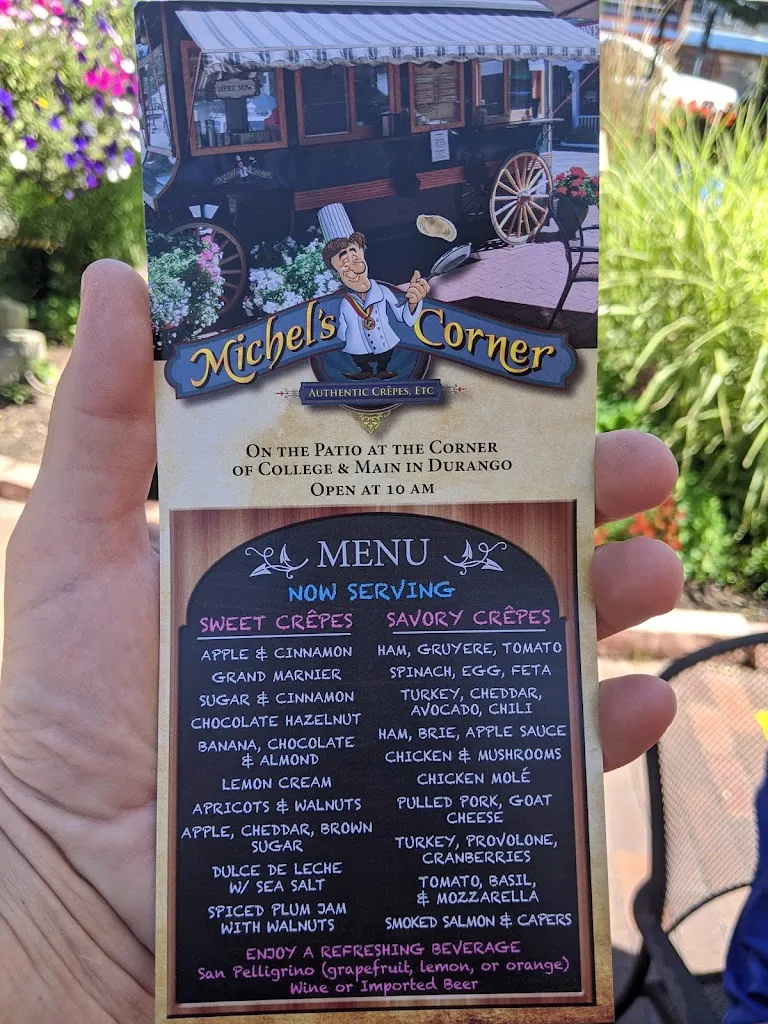 HERE NOW
Michel's Corner
AUTHENTIC CRÊPES, ETC
ON THE PATIO AT THE CORNER
OF COLLEGE & MAIN IN DURANGO
OPEN AT 10 AM
MENU
NOW SERVING
SWEET CRÊPES
APPLE & CINNAMON
GRAND MARNIER
SUGAR & CINNAMON
CHOCOLATE HAZELNUT
BANANA, CHOCOLATE
& ALMOND
LEMON CREAM
APRICOTS & WALNUTS
APPLE, CHEDDAR, BROWN
SUGAR
DULCE DE LECHE
W/ SEA SALT
SPICED PLUM JAM
WITH WALNUTS
SAVORY CRÊPES
HAM, GRUYERE, TOMATO
SPINACH, EGG, FETA
TURKEY, CHEDDAR,
AVOCADO, CHILI
HAM, BRIE, APPLE SAUCE
CHICKEN & MUSHROOMS
CHICKEN MOLÉ
PULLED PORK, GOAT
CHEESE
TURKEY, PROVOLONE,
CRANBERRIES
TOMATO, BASIL,
& MOZZARELLA
SMOKED SALMON & CAPERS
ENJOY A REFRESHING BEVERAGE
San Pelligrino (grapefruit, lemon, or orange)
Wine or Imported Beer